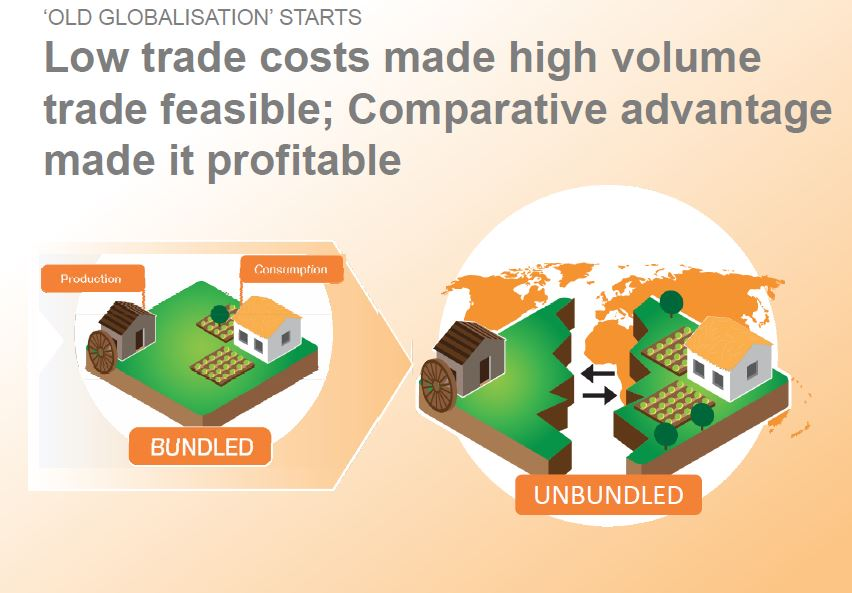 ‘OLD GLOBALISATION’ STARTS
Low trade costs made high volume
trade feasible; Comparative advantage
made it profitable
Production
Consumption
BUNDLED
UNBUNDLED